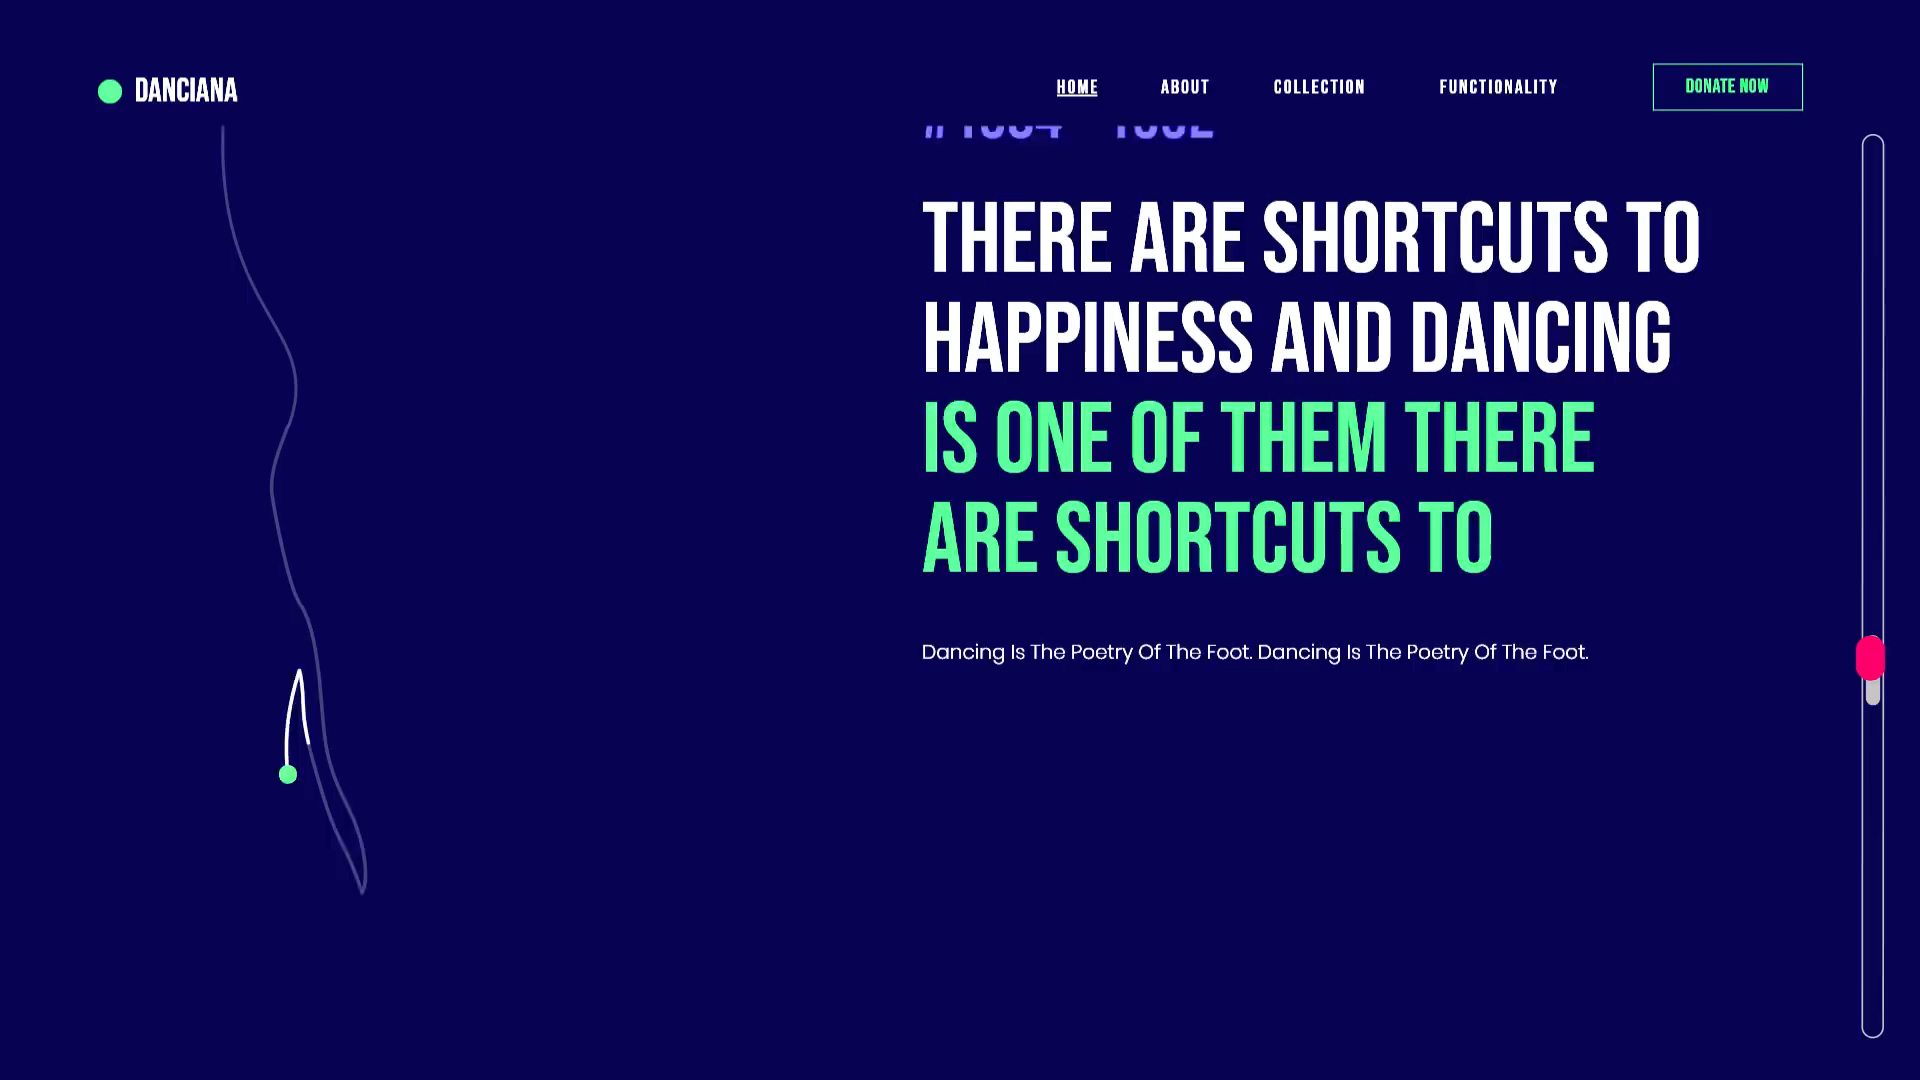 DANCIANA
HOME ABOUT COLLECTION FUNCTIONALITY DONATE NOW
THERE ARE SHORTCUTS TO
HAPPINESS AND DANCING
IS ONE OF THEM THERE
ARE SHORTCUTS TO
Dancing Is The Poetry Of The Foot. Dancing Is The Poetry Of The Foot.